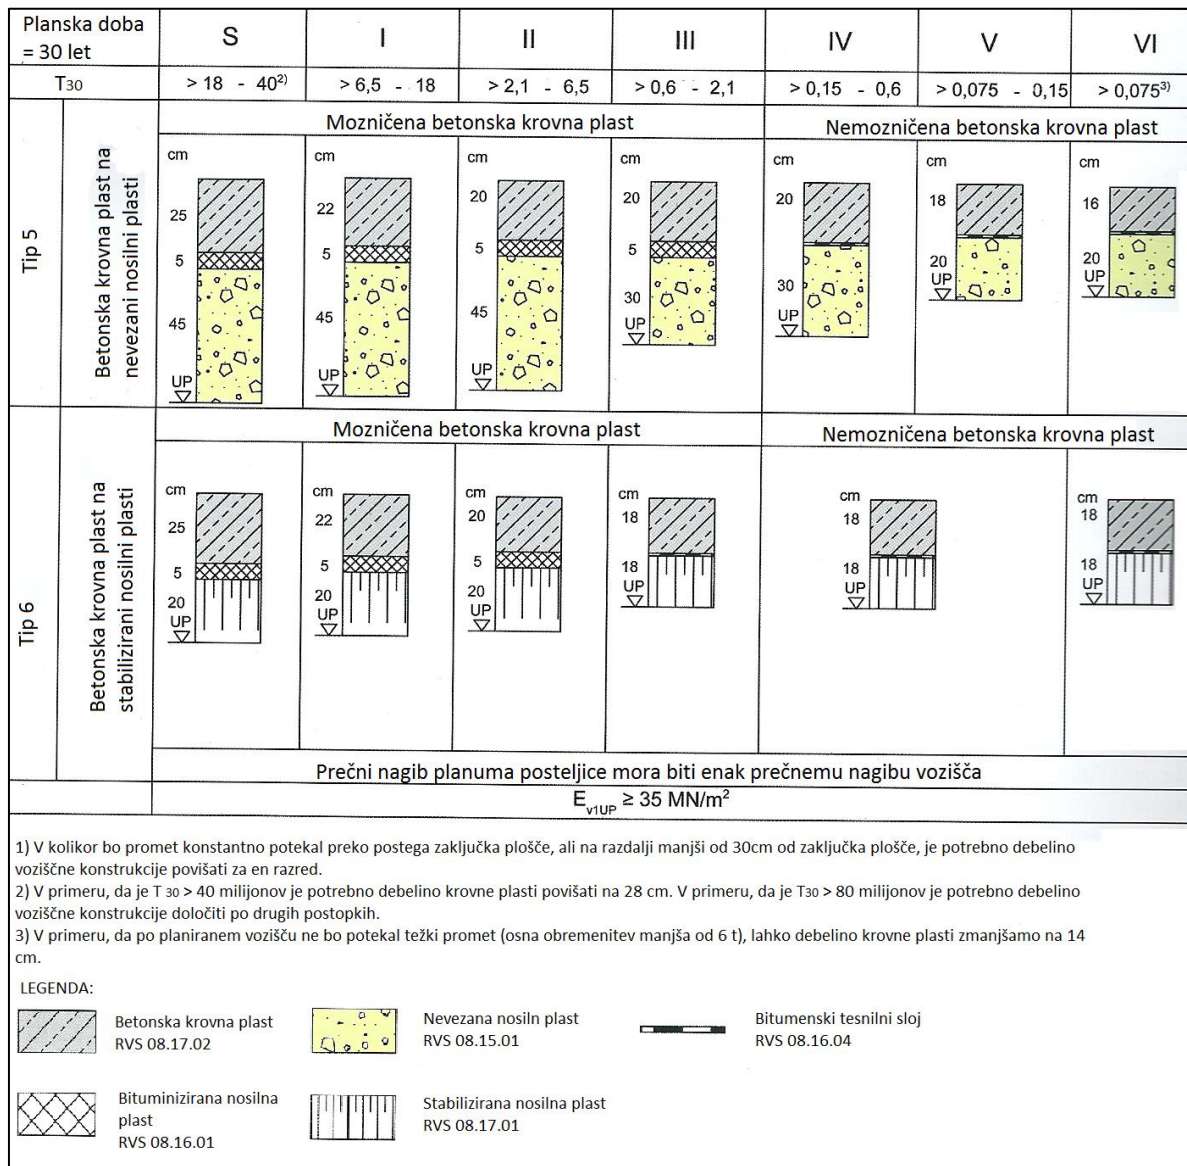 Planska doba
= 30 let
S I II III IV V VI
T30
> 18 - 40²⁾ > 6,5 - 18 > 2,1 - 6,5 > 0,6 - 2,1 > 0,15 - 0,6 > 0,075 - 0,15 > 0,075³⁾
Tip 5
Betonska krovna plast na
nevezani nosilni plasti
Mozničena betonska krovna plast
Nemozničena betonska krovna plast
cm
25
5
45
UP
cm
22
5
45
UP
cm
20
5
45
UP
cm
20
5
30
UP
cm
20
30
UP
cm
18
20
UP
cm
16
20
UP
Tip 6
Betonska krovna plast na
stabilizirani nosilni plasti
Mozničena betonska krovna plast
Nemozničena betonska krovna plast
cm
25
5
20
UP
cm
22
5
20
UP
cm
20
5
20
UP
cm
18
18
UP
cm
18
18
UP
cm
18
18
UP
Prečni nagib planuma posteljice mora biti enak prečnemu nagibu vozišča
Ev1UP ≥ 35 MN/m²
1) V kolikor bo promet konstantno potekal preko postega zaključka plošče, ali na razdalji manjši od 30cm od zaključka plošče, je potrebno debelino
voziščne konstrukcije povišati za en razred.
2) V primeru, da je T 30 > 40 milijonov je potrebno debelino krovne plasti povišati na 28 cm. V primeru, da je T30 > 80 milijonov je potrebno debelino
voziščne konstrukcije določiti po drugih postopkih.
3) V primeru, da po planiranem vozišču ne bo potekal težki promet (osna obremenitev manjša od 6 t), lahko debelino krovne plasti zmanjšamo na 14
cm.
LEGENDA:
Betonska krovna plast
RVS 08.17.02
Nevezana nosiln plast
RVS 08.15.01
Bitumenski tesnilni sloj
RVS 08.16.04
Bituminizirana nosilna
plast
RVS 08.16.01
Stabilizirana nosilna plast
RVS 08.17.01